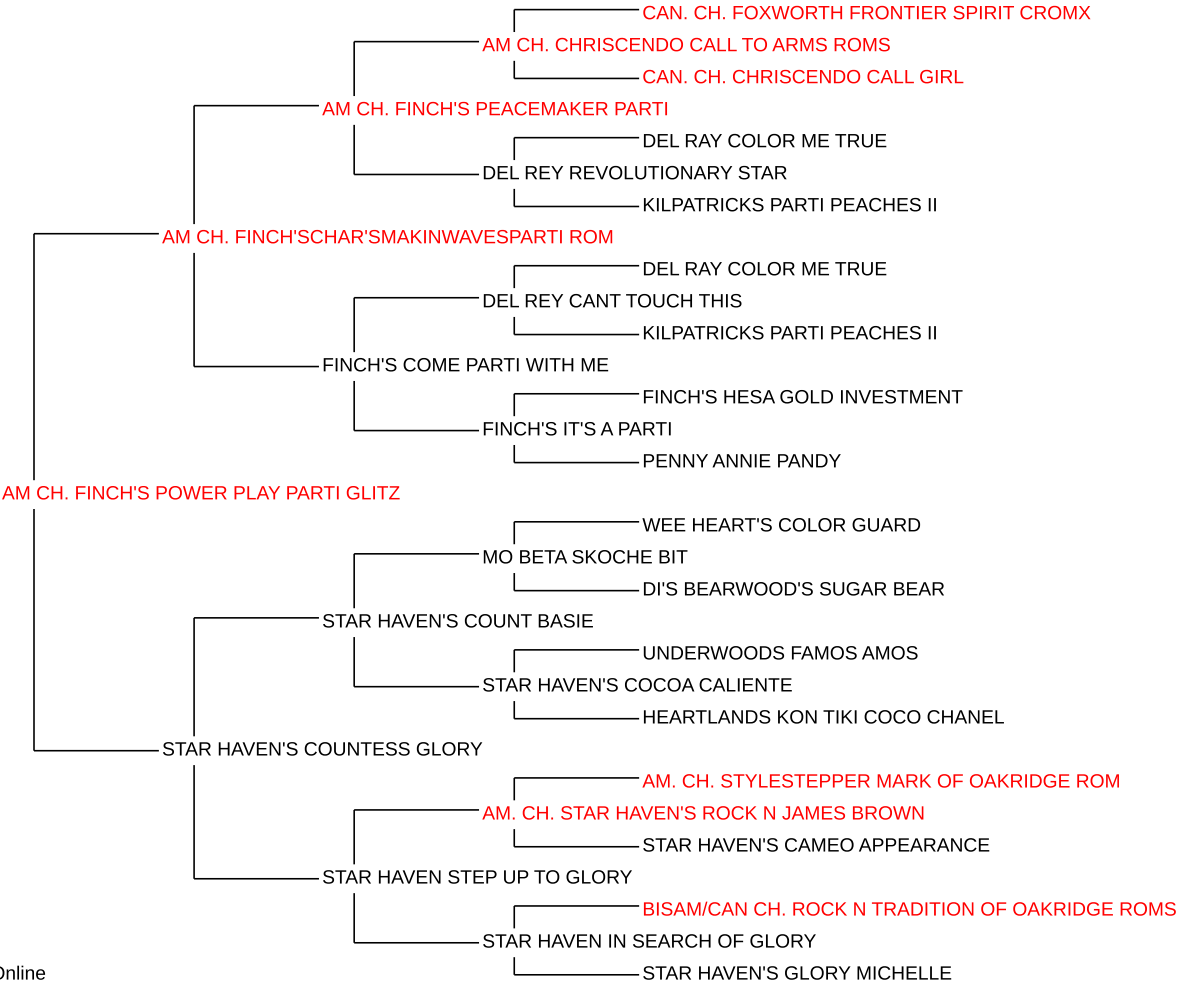 CAN. CH. FOXWORTH FRONTIER SPIRIT CROMX
AM CH. CHRISCENDO CALL TO ARMS ROMS
CAN. CH. CHRISCENDO CALL GIRL
AM CH. FINCH'S PEACEMAKER PARTI
DEL RAY COLOR ME TRUE
DEL REY REVOLUTIONARY STAR
KILPATRICKS PARTI PEACHES II
AM CH. FINCH'SCHAR'SMAKINWAVESPARTI ROM
DEL RAY COLOR ME TRUE
DEL REY CANT TOUCH THIS
KILPATRICKS PARTI PEACHES II
FINCH'S COME PARTI WITH ME
FINCH'S HESA GOLD INVESTMENT
FINCH'S IT'S A PARTI
PENNY ANNIE PANDY
AM CH. FINCH'S POWER PLAY PARTI GLITZ
WEE HEART'S COLOR GUARD
MO BETA SKOCHE BIT
DI'S BEARWOOD'S SUGAR BEAR
STAR HAVEN'S COUNT BASIE
UNDERWOODS FAMOS AMOS
STAR HAVEN'S COCOA CALIENTE
HEARTLANDS KON TIKI COCO CHANEL
STAR HAVEN'S COUNTESS GLORY
AM. CH. STYLESTEPPER MARK OF OAKRIDGE ROM
AM. CH. STAR HAVEN'S ROCK N JAMES BROWN
STAR HAVEN'S CAMEO APPEARANCE
STAR HAVEN STEP UP TO GLORY
BISAM/CAN CH. ROCK N TRADITION OF OAKRIDGE ROMS
STAR HAVEN IN SEARCH OF GLORY
STAR HAVEN'S GLORY MICHELLE
Online